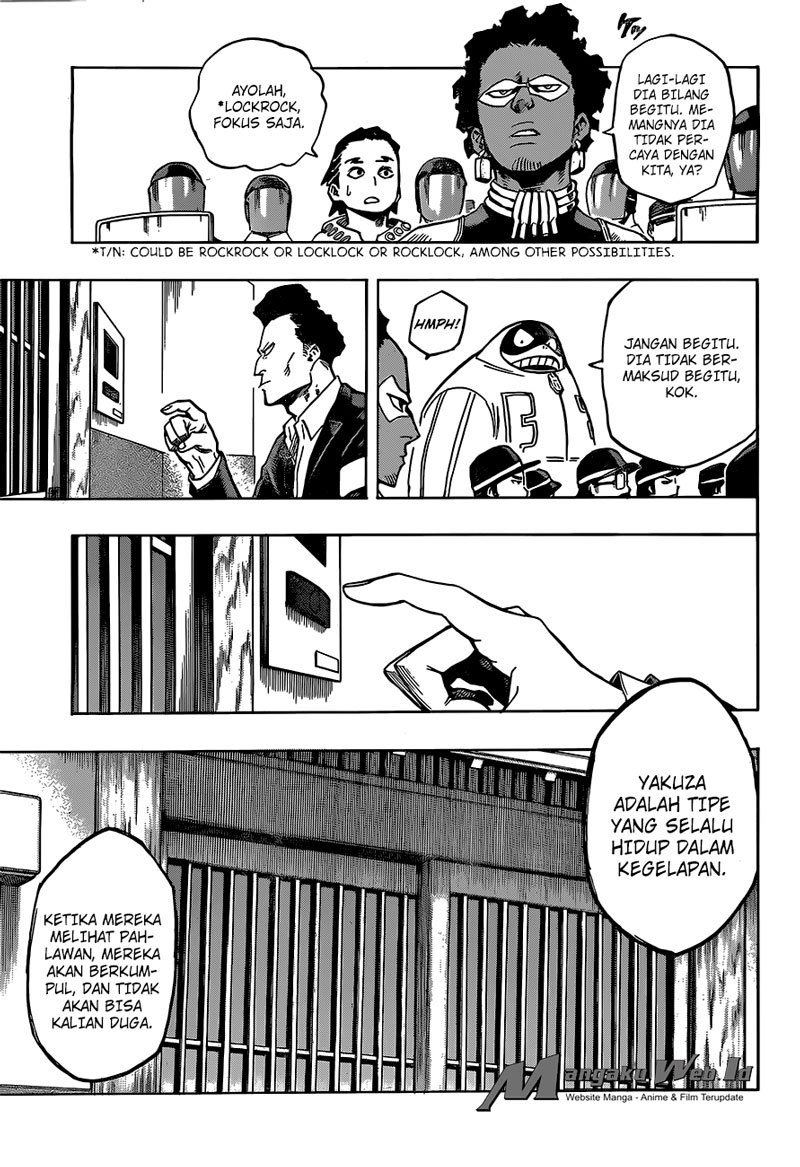 LAGI-LAGI
DIA BILANG
BEGITU. ME-
MANGNYA DIA
TIDAK PER-
CAYA DENGAN
KITA, YA?
AYOLAH,
*LOCKROCK,
FOKUS SAJA.
*T/N: COULD BE ROCKROCK OR LOCKLOCK OR ROCKLOCK, AMONG OTHER POSSIBILITIES.
JANGAN BEGITU.
DIA TIDAK BER-
MAKSUD BEGITU,
KOK.
HMPH!
YAKUZA
ADALAH TIPE
YANG SELALU
HIDUP DALAM
KEGELAPAN.
KETIKA MEREKA
MELIHAT PAH-
LAWAN, MEREKA
AKAN BERKUM-
PUL, DAN TIDAK
AKAN BISA
KALIAN DUGA.
Mangaku.Web.Id
Website Manga - Anime & Film Terupdate